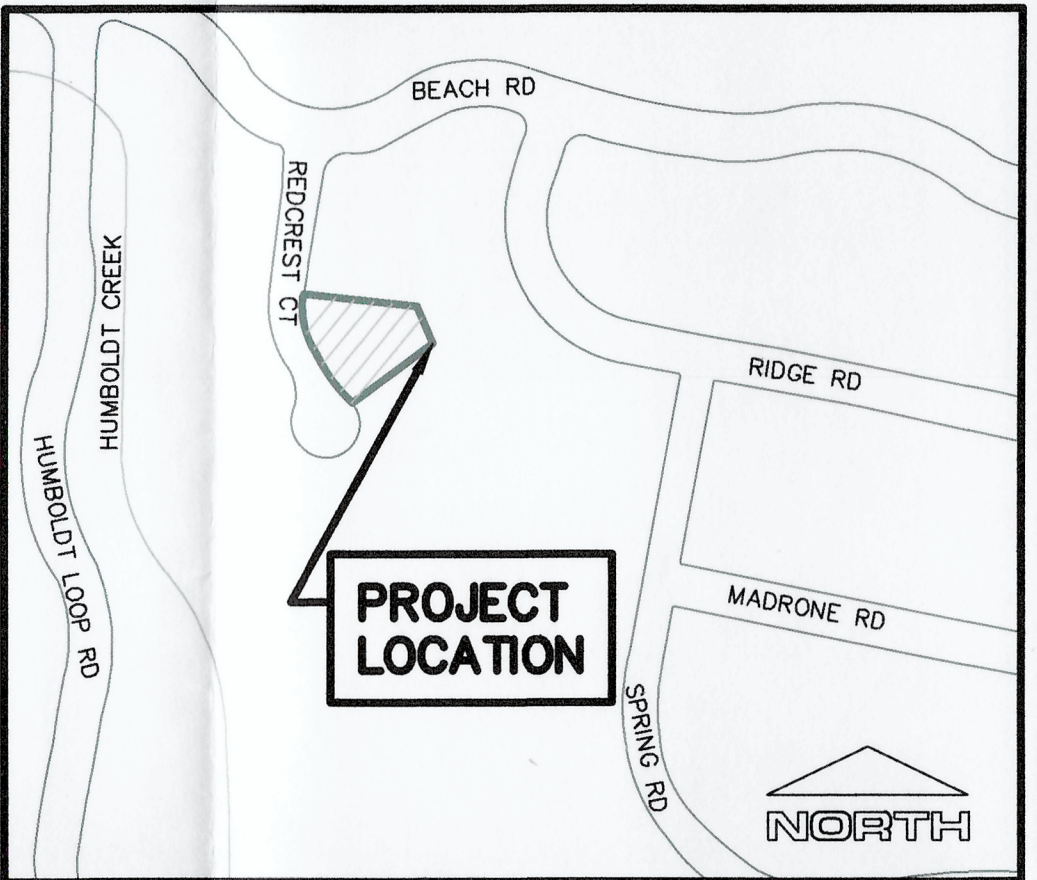 BEACH RD
REDCREST CT
HUMBOLDT CREEK
RIDGE RD
HUMBOLDT LOOP RD
PROJECT
LOCATION
MADRONE RD
SPRING RD
NORTH